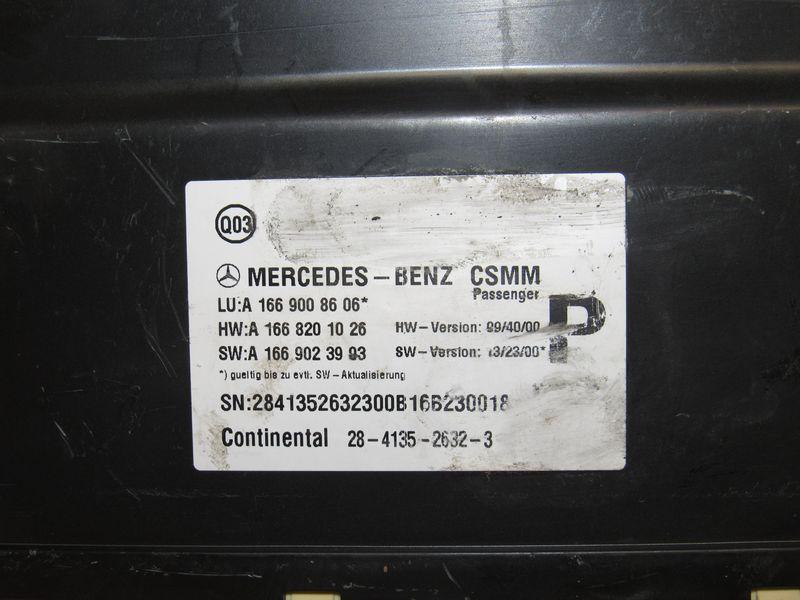 Q03
MERCEDES-BENZ CSMM
Passenger
P
LU:A 166 900 86 06*
HW:A 166 820 10 26 HW-Version: 09/40/00
SW:A 166 902 39 93 SW-Version: 13/23/00*
*) gueltig bis zu evtl. SW-Aktualisierung
SN:2841352632300B16B230018
Continental 28-4135-2632-3